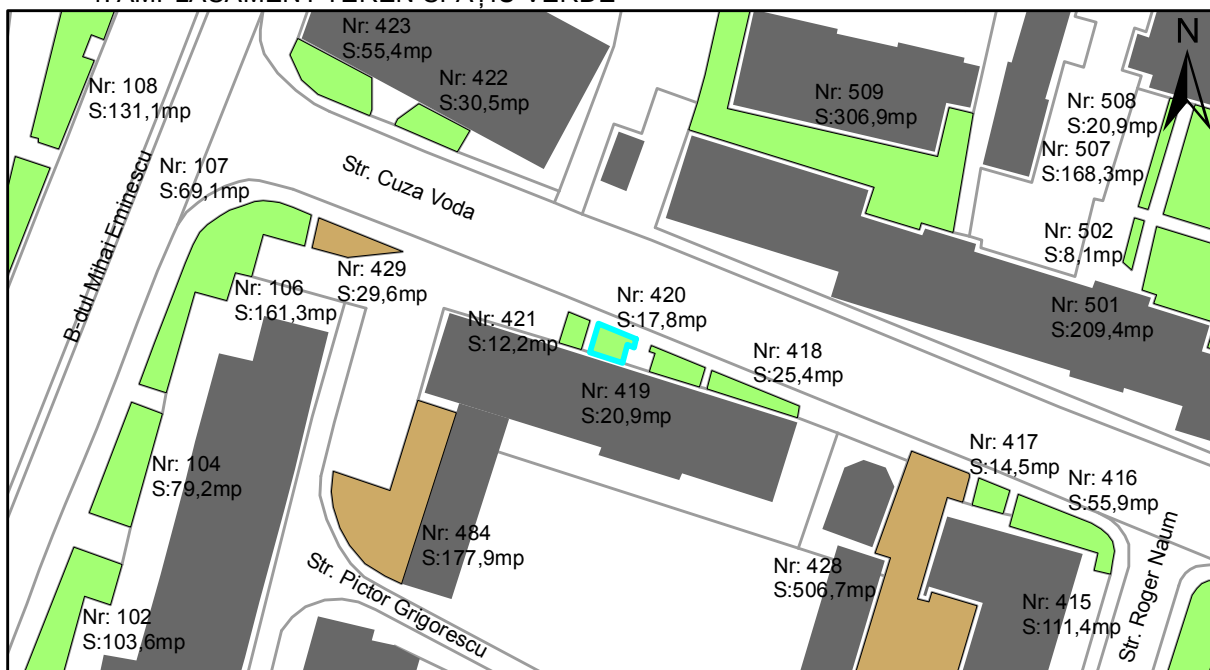 1. AMPLASAMENT TEREN SPAȚIU VERDE
Nr: 423
S:55,4mp
Nr: 422
S:30,5mp
Nr: 108
S:131,1mp
Nr: 509
S:306,9mp
N
Nr: 508
S:20,9mp
Nr: 507
S:168,3mp
Nr: 107
S:69,1mp
Str. Cuza Voda
B-dul Mihai Eminescu
Nr: 502
S:8,1mp
Nr: 429
S:29,6mp
Nr: 106
S:161,3mp
Nr: 420
S:17,8mp
Nr: 501
S:209,4mp
Nr: 421
S:12,2mp
Nr: 418
S:25,4mp
Nr: 419
S:20,9mp
Nr: 417
S:14,5mp
Nr: 416
S:55,9mp
Nr: 104
S:79,2mp
Nr: 484
S:177,9mp
Nr: 428
S:506,7mp
Str. Pictor Grigorescu
Nr: 415
S:111,4mp
Str. Roger Naum
Nr: 102
S:103,6mp